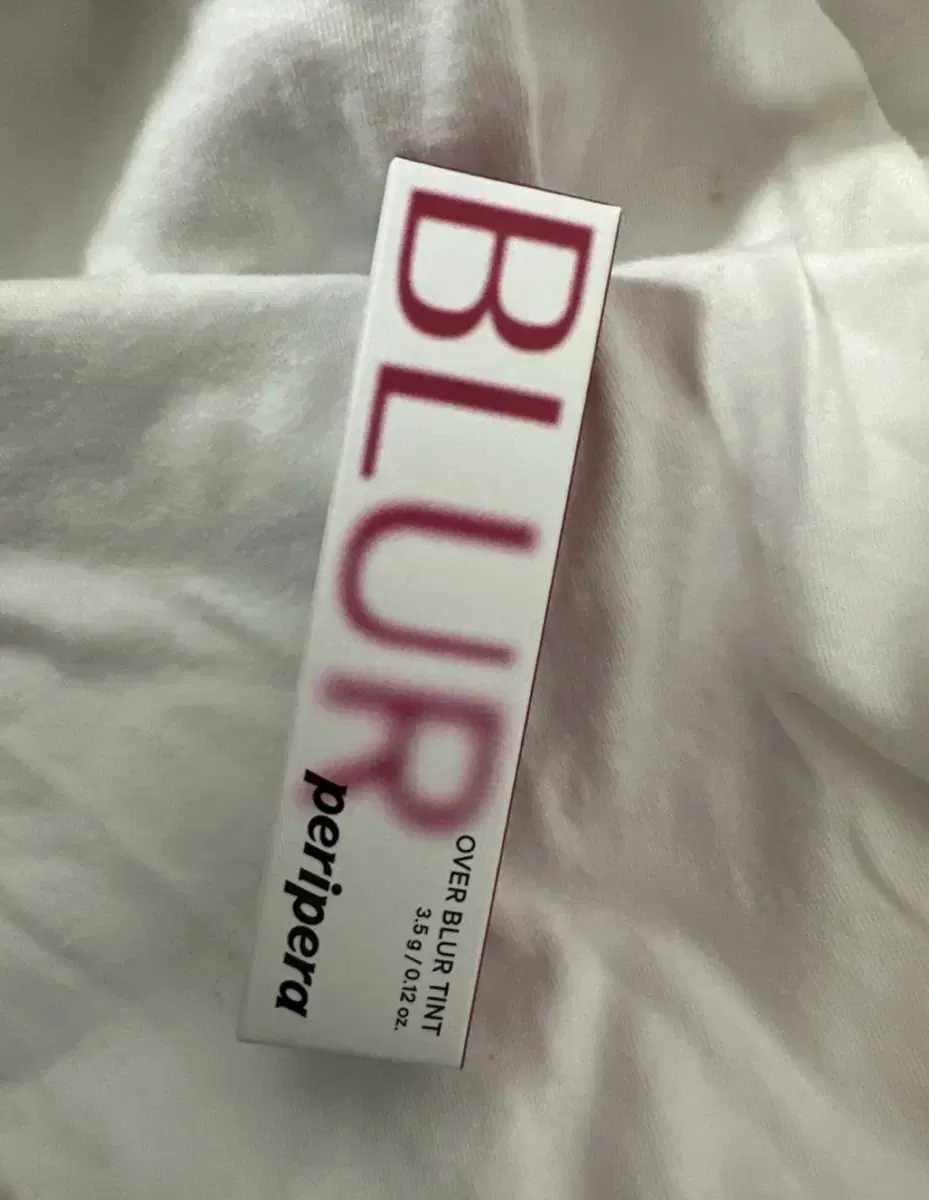 BLUR
OVER BLUR TINT
3.5 g / 0.12 oz.
peripera